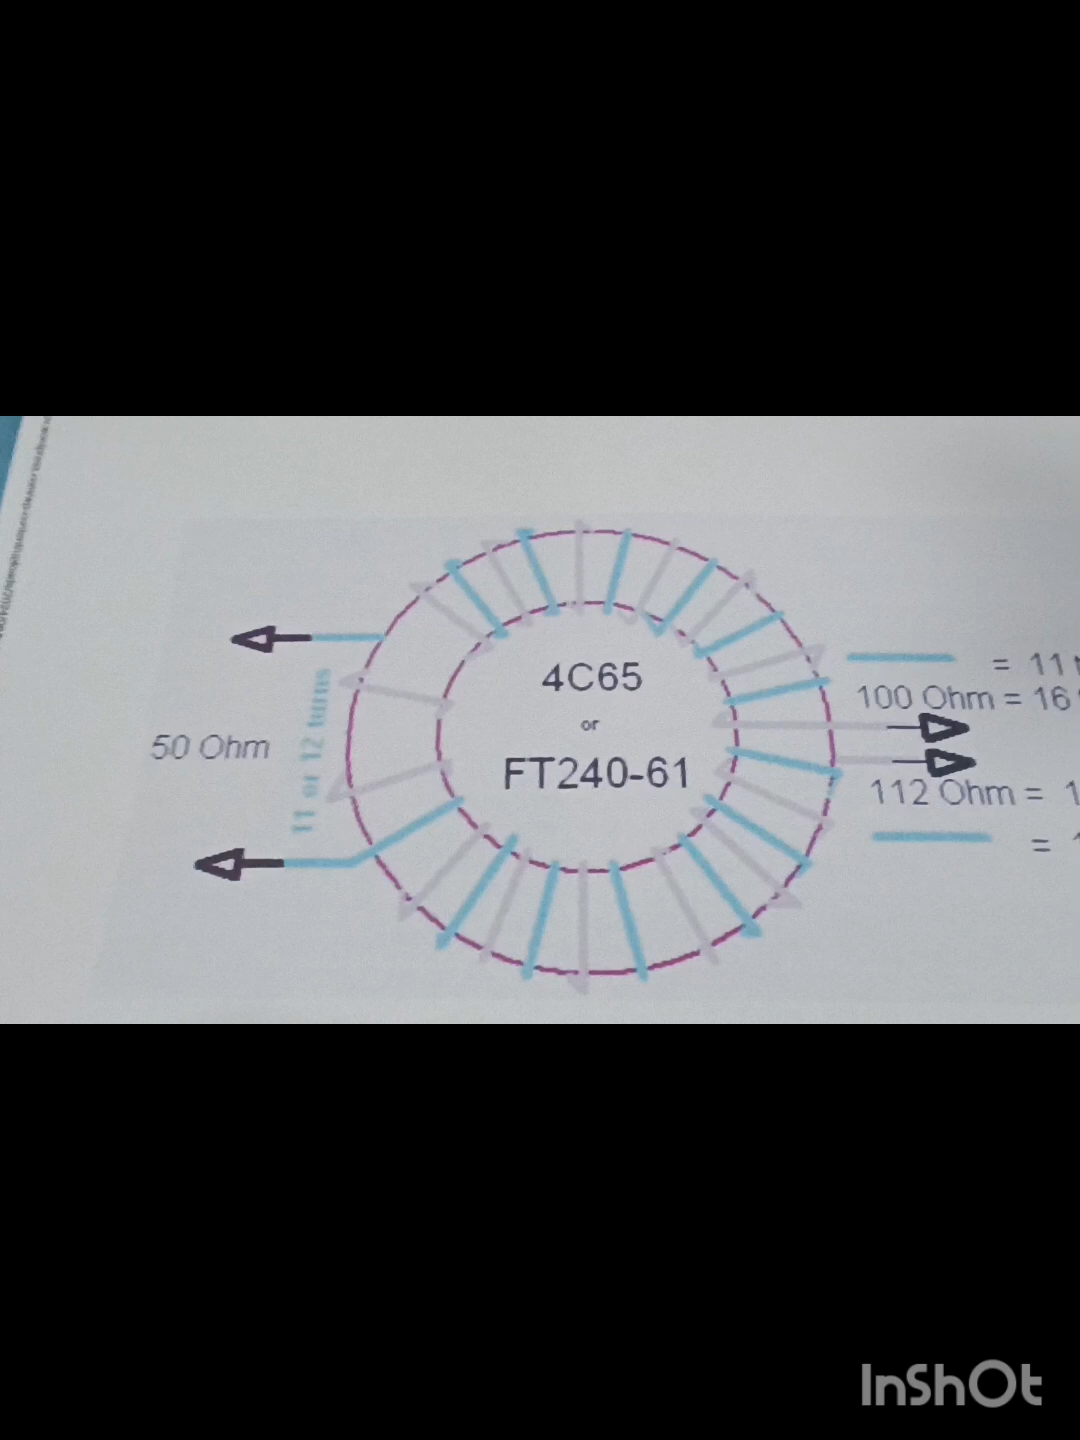 4C65
or
FT240-61
50 Ohm
11 or 12 turns
= 11
100 Ohm = 16
112 Ohm =
=
InShOt